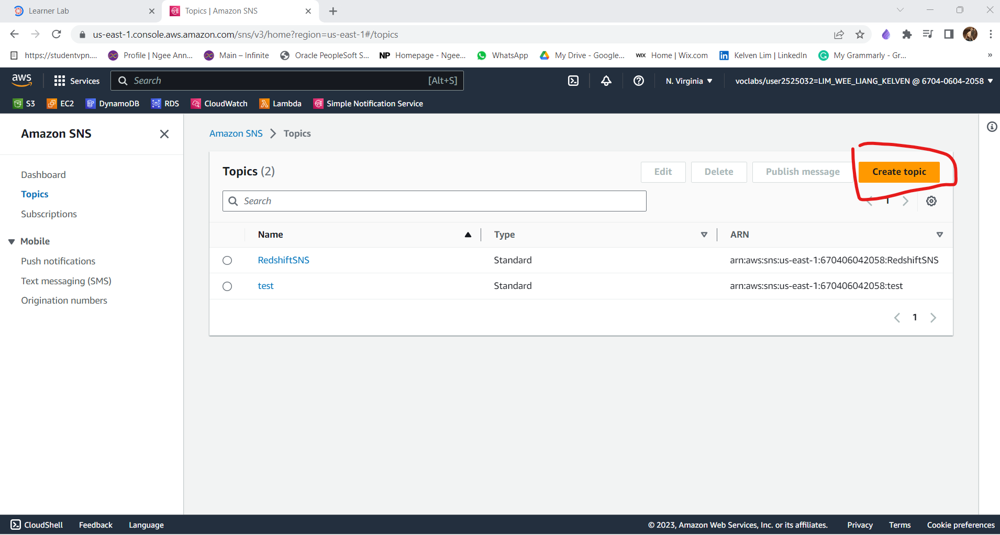 Learner Lab
Topics | Amazon SNS
us-east-1.console.aws.amazon.com/sns/v3/home?region=us-east-1#/topics
https://studentvpn.... Profile | Ngee Ann... Main – Infinite Oracle PeopleSoft S... NP Homepage - Ngee... WhatsApp My Drive - Google... WIX Home | Wix.com in Kelven Lim | LinkedIn G My Grammarly - Gr... »
aws Services Search [Alt+S] N. Virginia voclabs/user2525032=LIM_WEE_LIANG_KELVEN @ 6704-0604-2058
S3 EC2 DynamoDB RDS CloudWatch Lambda Simple Notification Service
Amazon SNS
Dashboard
Topics
Subscriptions
Mobile
Push notifications
Text messaging (SMS)
Origination numbers
Amazon SNS Topics
Topics (2) Edit Delete Publish message Create topic
Search 1
Name Type ARN
RedshiftSNS Standard arn:aws:sns:us-east-1:670406042058:RedshiftSNS
test Standard arn:aws:sns:us-east-1:670406042058:test
1
CloudShell Feedback Language © 2023, Amazon Web Services, Inc. or its affiliates. Privacy Terms Cookie preferences